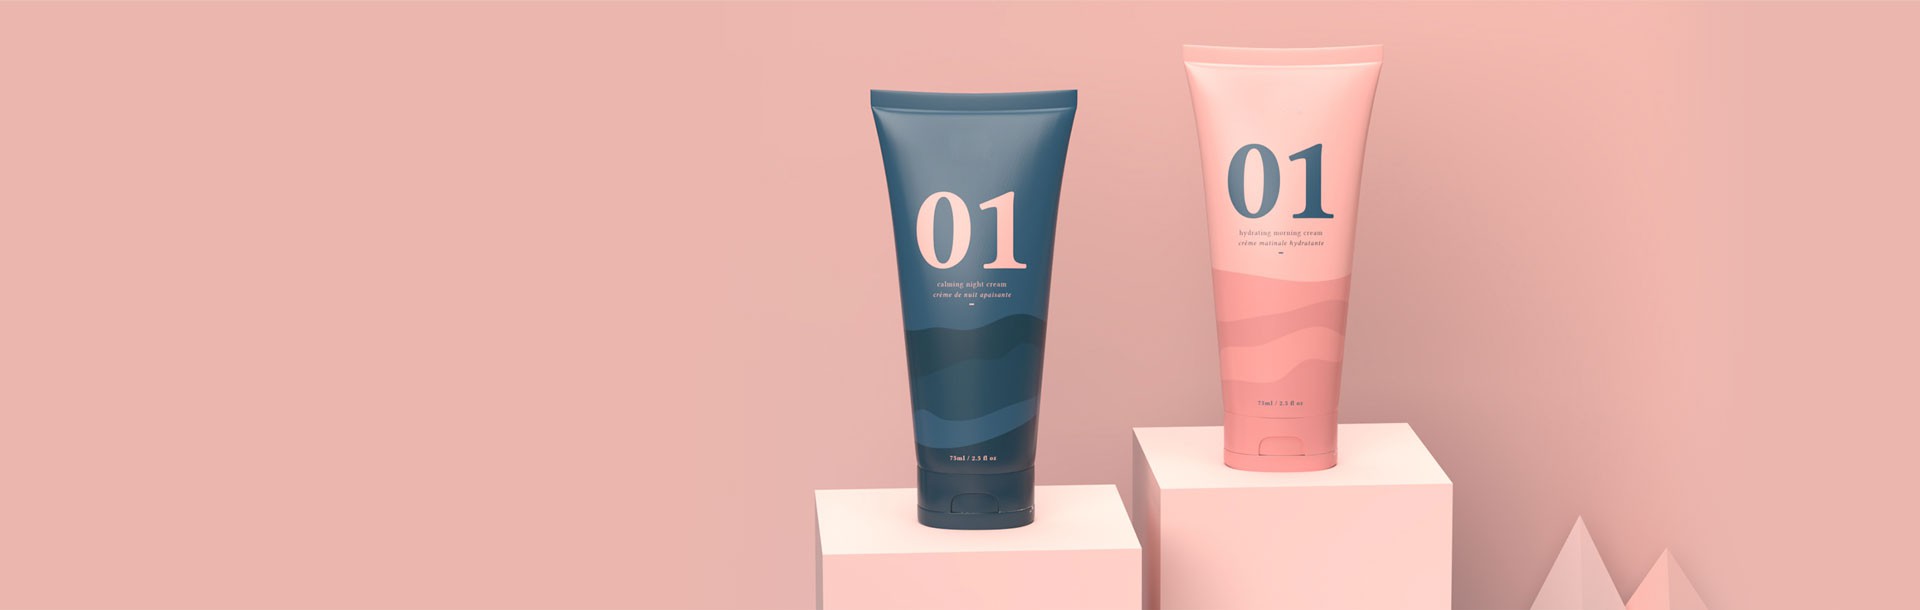 01
calming night cream
crème de nuit apaisante
75ml / 2.5 fl oz
01
hydrating morning cream
crème matinale hydratante
75ml / 2.5 fl oz